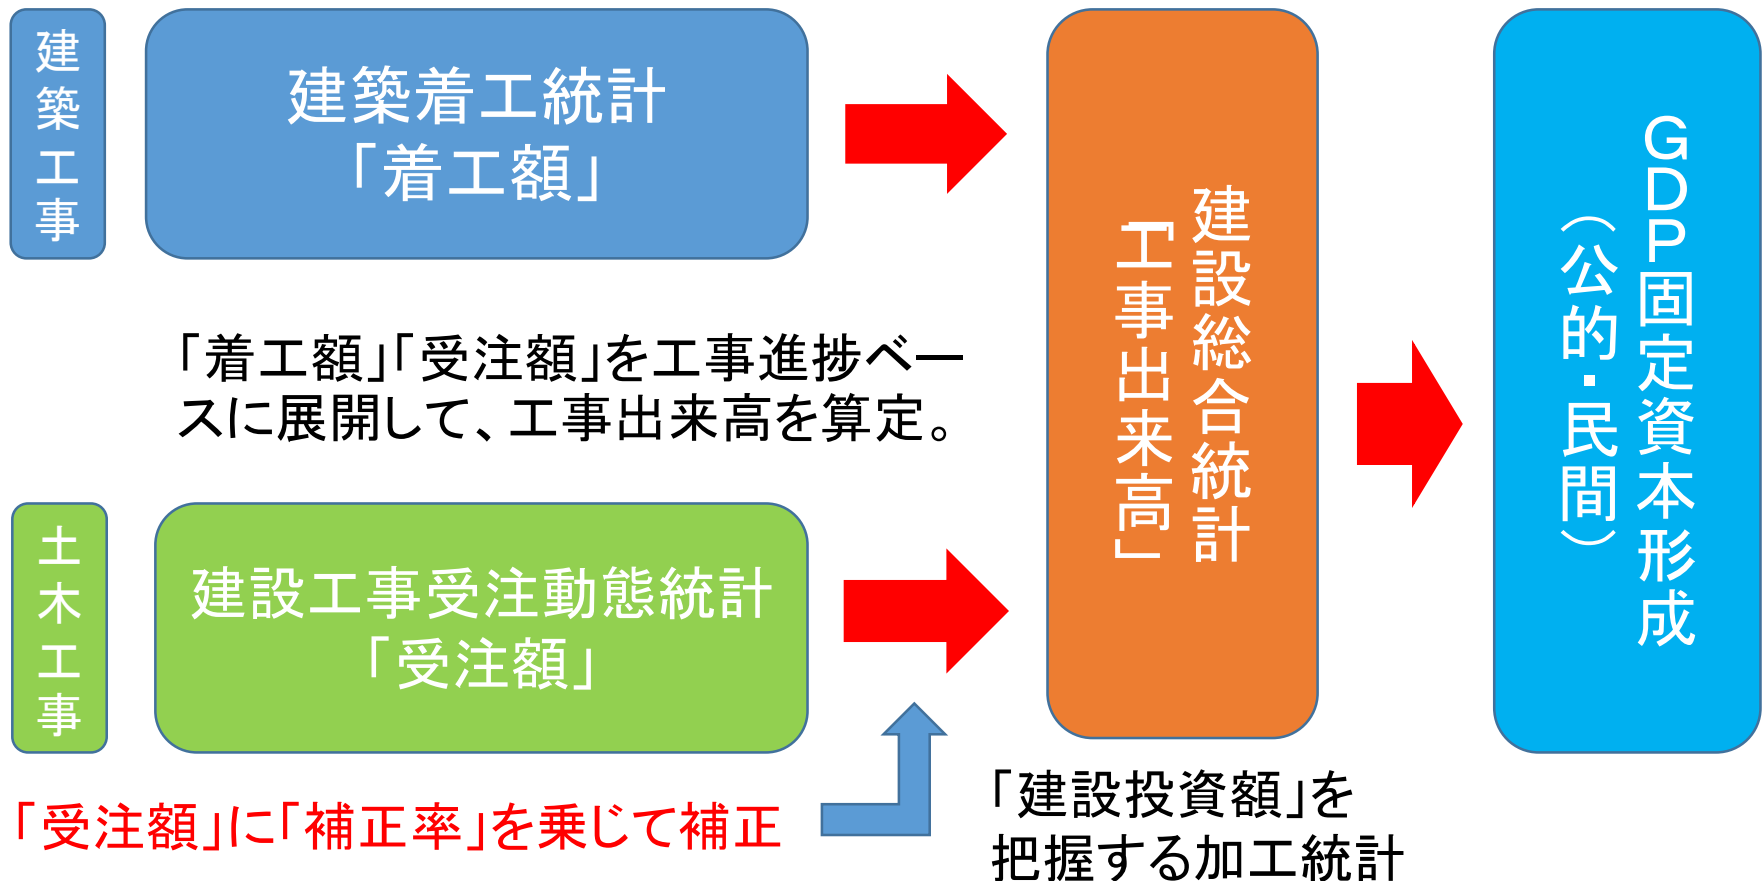 建築工事
建築着工統計
「着工額」
「着工額」「受注額」を工事進捗ベー
スに展開して、工事出来高を算定。
土木工事
建設工事受注動態統計
「受注額」
「受注額」に「補正率」を乗じて補正
建設総合統計
「工事出来高」
「建設投資額」を
把握する加工統計
ＧＤＰ固定資本形成
（公的・民間）